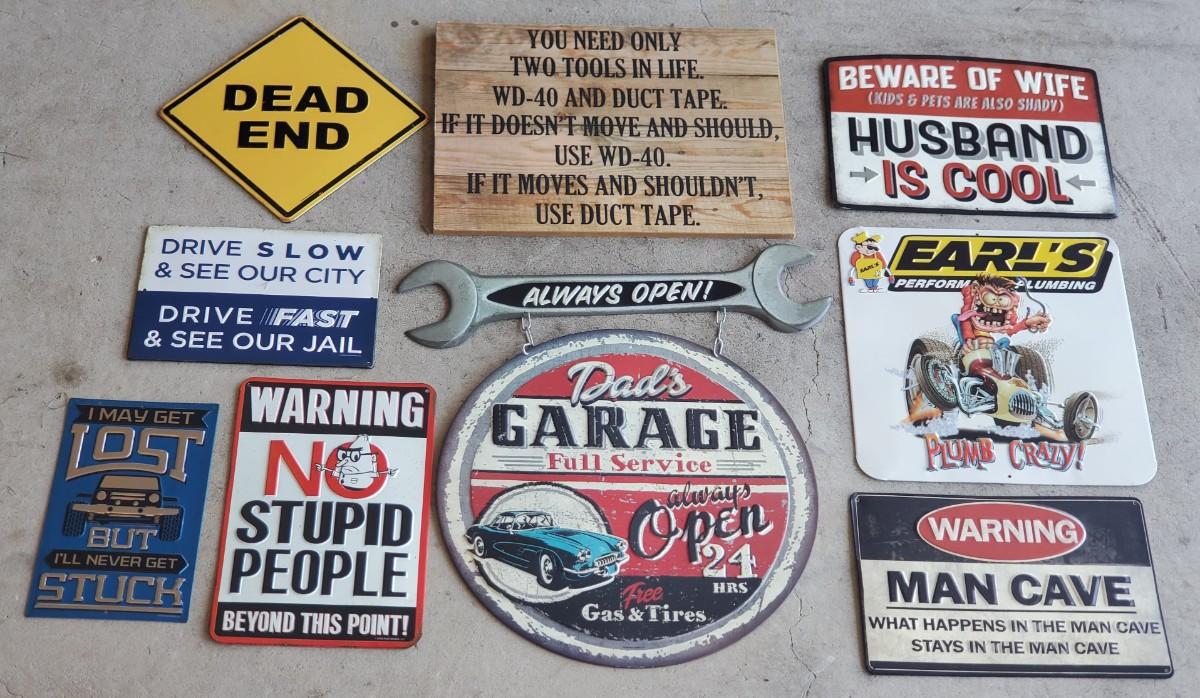 DEAD
END
YOU NEED ONLY
TWO TOOLS IN LIFE.
WD-40 AND DUCT TAPE.
IF IT DOESN'T MOVE AND SHOULD,
USE WD-40.
IF IT MOVES AND SHOULDN'T,
USE DUCT TAPE.
BEWARE OF WIFE
(KIDS & PETS ARE ALSO SHADY)
HUSBAND
IS COOL
DRIVE SLOW
& SEE OUR CITY
DRIVE FAST
& SEE OUR JAIL
ALWAYS OPEN!
EARL'S
EARL'S
PLUMBING
PLUMB CRAZY!
I MAY GET
LOST
BUT
I'LL NEVER GET
STUCK
WARNING
NO
STUPID
PEOPLE
BEYOND THIS POINT!
Dad's
GARAGE
Full Service
always
Open
24
HRS
Free
Gas & Tires
WARNING
MAN CAVE
WHAT HAPPENS IN THE MAN CAVE
STAYS IN THE MAN CAVE